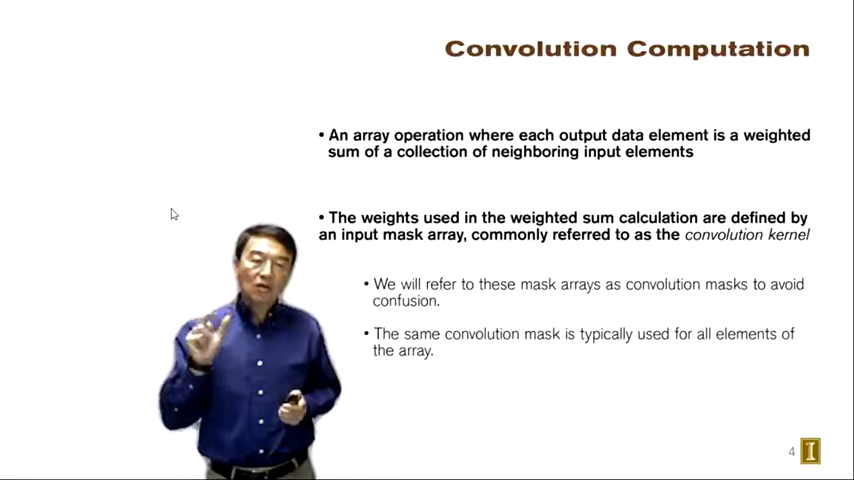 Convolution Computation
• An array operation where each output data element is a weighted
sum of a collection of neighboring input elements
• The weights used in the weighted sum calculation are defined by
an input mask array, commonly referred to as the convolution kernel
• We will refer to these mask arrays as convolution masks to avoid
confusion.
• The same convolution mask is typically used for all elements of
the array.
4 I